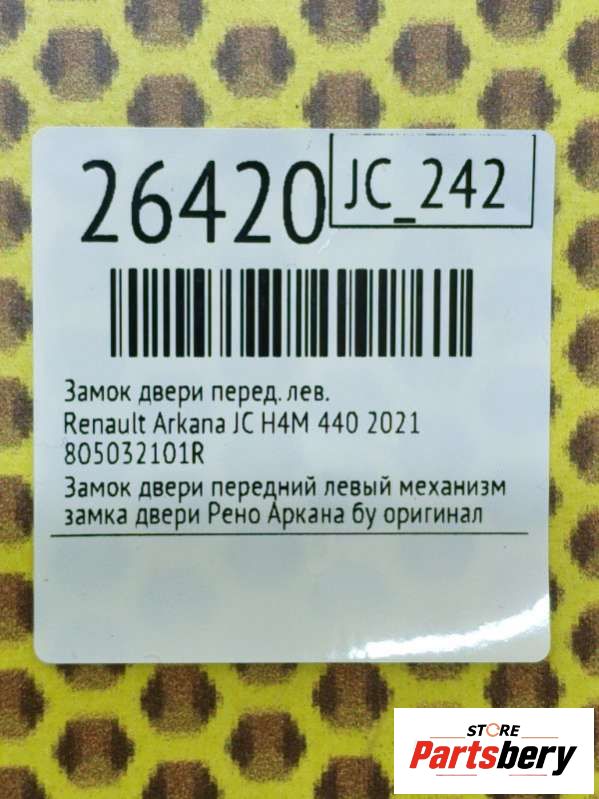 26420
JC_242
Замок двери перед. лев.
Renault Arkana JC H4M 440 2021
805032101R
Замок двери передний левый механизм
замка двери Рено Аркана бу оригинал
STORE
Partsbery